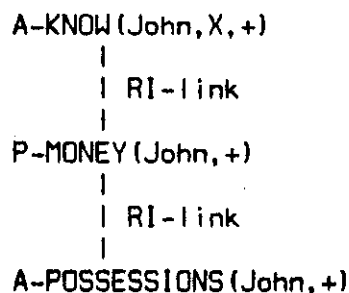 A-KNOW(John,X,+)
RI-link
P-MONEY(John,+)
RI-link
A-POSSESSIONS(John,+)